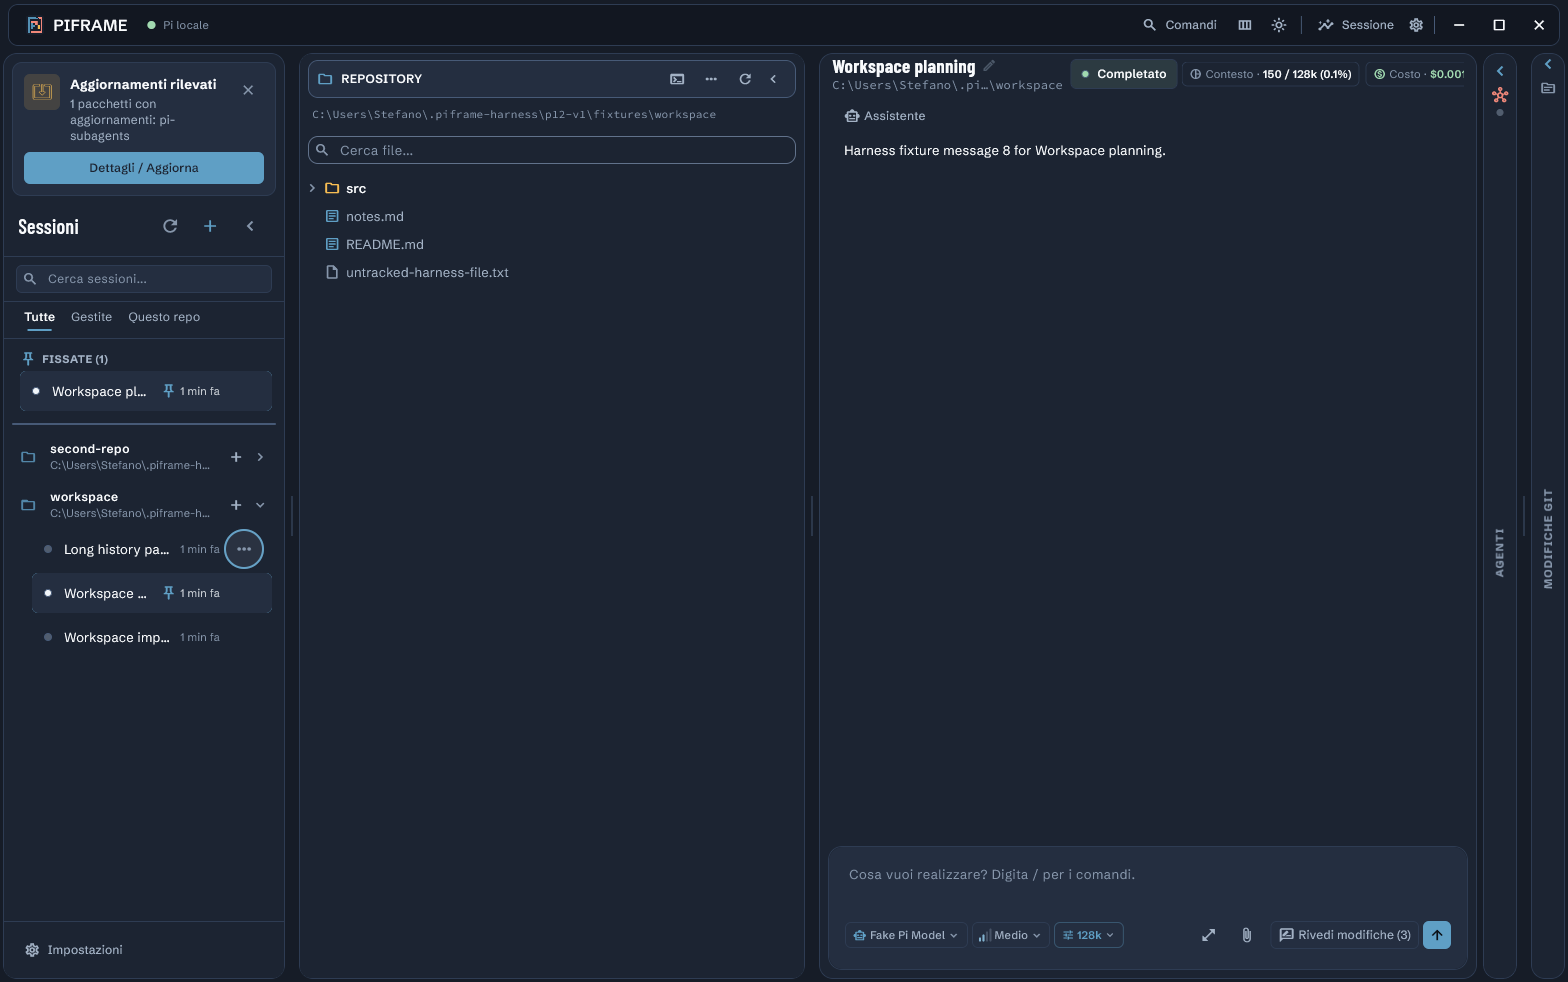 PIFRAME
Pi locale
Comandi
Sessione
Aggiornamenti rilevati
1 pacchetti con
aggiornamenti: pi-
subagents
Dettagli / Aggiorna
Sessioni
Cerca sessioni...
Tutte
Gestite
Questo repo
FISSATE (1)
Workspace pl...
1 min fa
second-repo
C:\Users\Stefano\.piframe-h...
workspace
C:\Users\Stefano\.piframe-h...
Long history pa...
1 min fa
Workspace ...
1 min fa
Workspace imp...
1 min fa
Impostazioni
REPOSITORY
C:\Users\Stefano\.piframe-harness\p12-v1\fixtures\workspace
Cerca file...
src
notes.md
README.md
untracked-harness-file.txt
Workspace planning
C:\Users\Stefano\.pi…\workspace
Completato
Contesto · 150 / 128k (0.1%)
Costo · $0.001
Assistente
Harness fixture message 8 for Workspace planning.
Cosa vuoi realizzare? Digita / per i comandi.
Fake Pi Model
Medio
128k
Rivedi modifiche (3)
AGENTI
MODIFICHE GIT